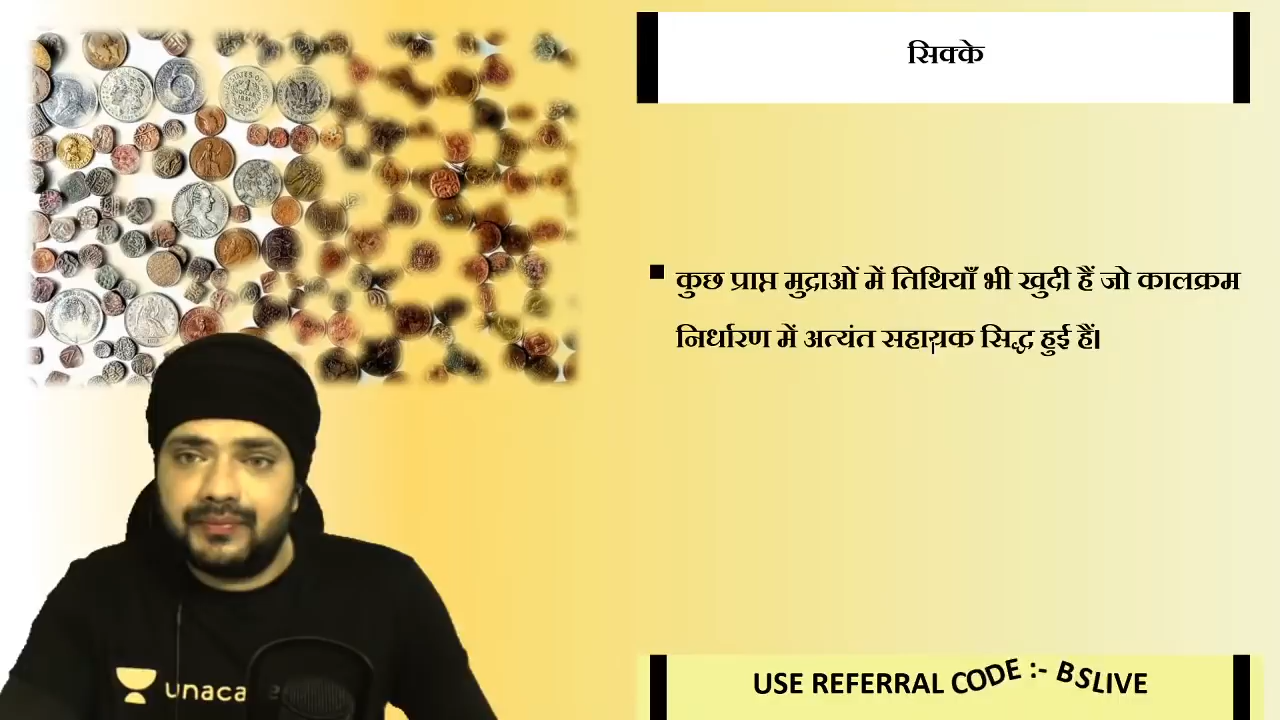 सिक्के
कुछ प्राप्त मुद्राओं में तिथियाँ भी खुदी हैं जो कालक्रम
निर्धारण में अत्यंत सहायक सिद्ध हुई हैं।
unaca
USE REFERRAL CODE :- BSLIVE